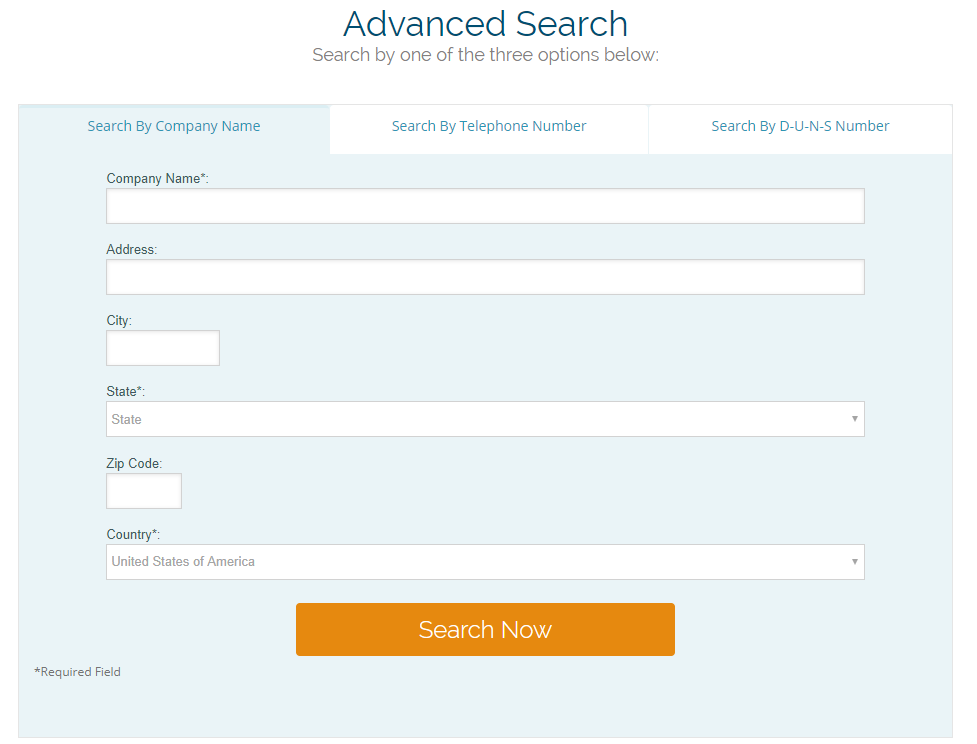 Advanced Search
Search by one of the three options below:
Search By Company Name
Search By Telephone Number
Search By D-U-N-S Number
Company Name*:
Address:
City:
State*:
State
Zip Code:
Country*:
United States of America
Search Now
*Required Field